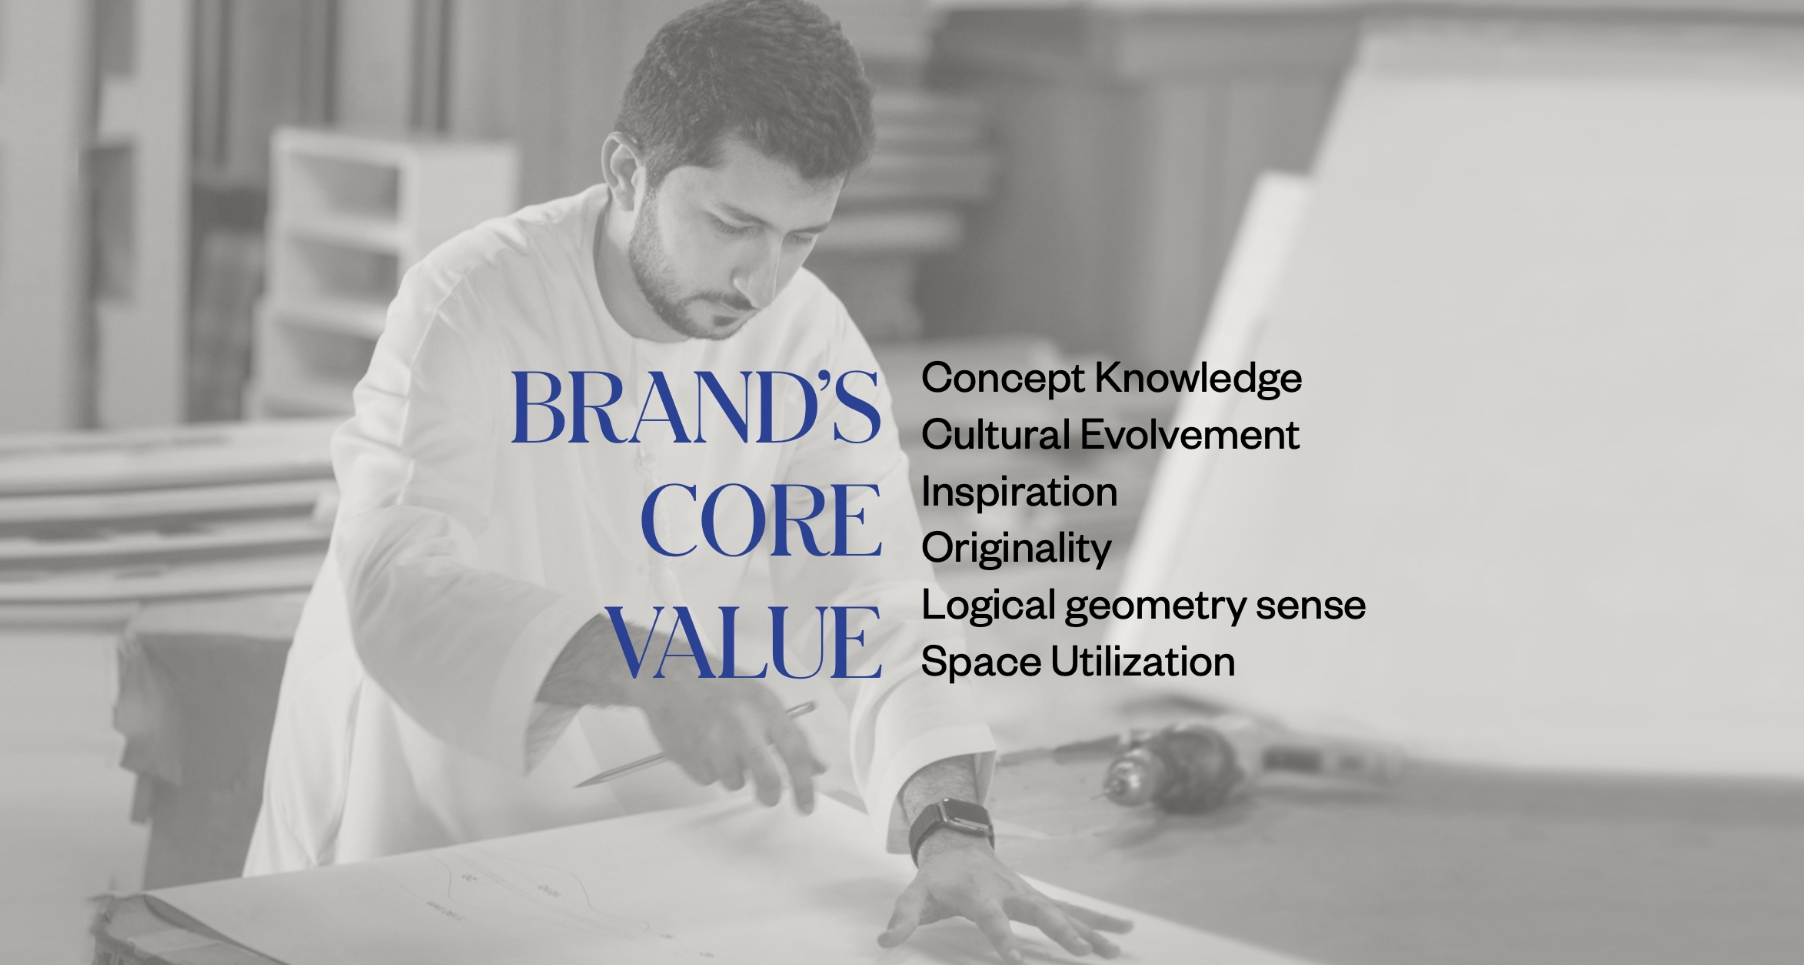 BRAND'S
CORE
VALUE
Concept Knowledge
Cultural Evolvement
Inspiration
Originality
Logical geometry sense
Space Utilization